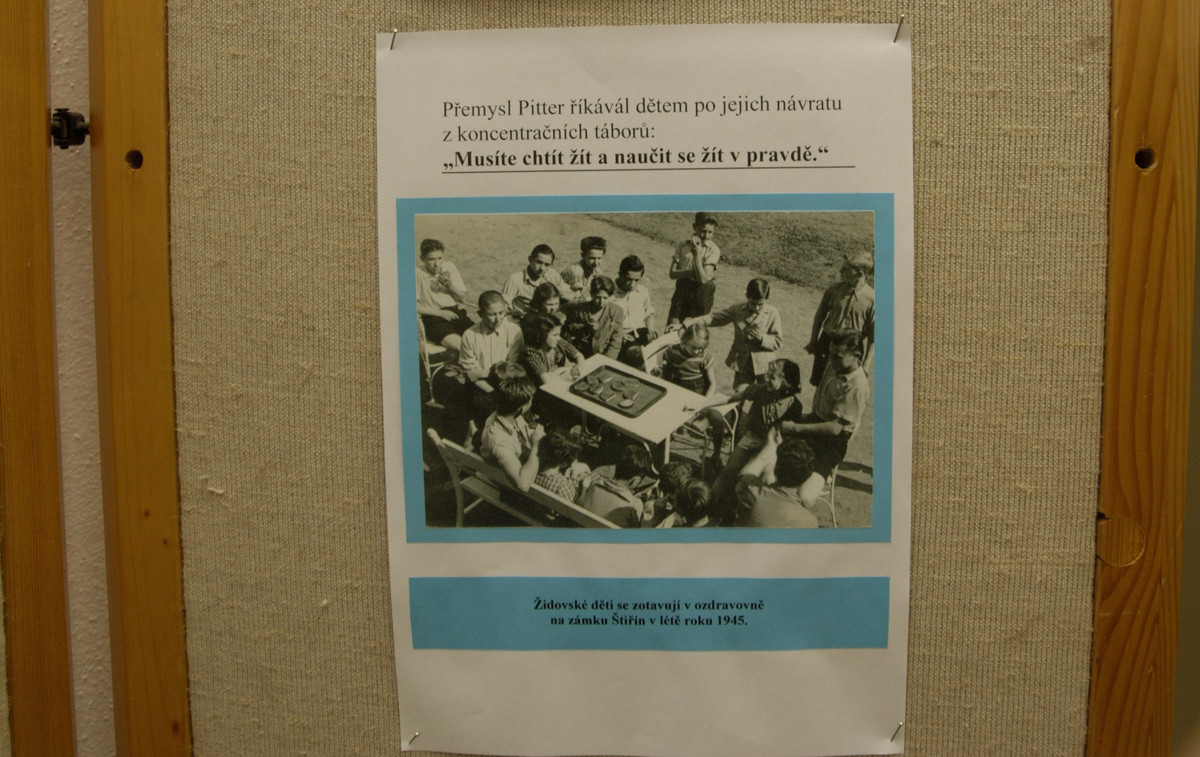 Přemysl Pitter říkávál dětem po jejich návratu
z koncentračních táborů:
„Musíte chtít žít a naučit se žít v pravdě.“
Židovské děti se zotavují v ozdravovně
na zámku Štiřín v létě roku 1945.